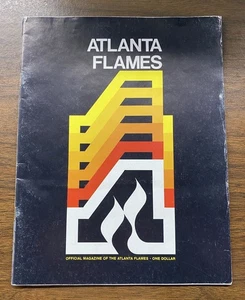 ATLANTA
FLAMES
OFFICIAL MAGAZINE OF THE ATLANTA FLAMES · ONE DOLLAR